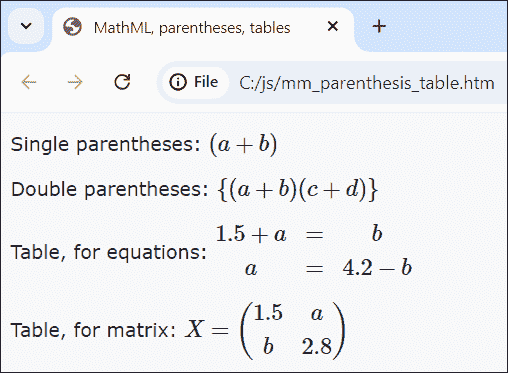 MathML, parentheses, tables
File C:/js/mm_parenthesis_table.htm
Single parentheses: (a + b)
Double parentheses: {(a + b)(c + d)}
Table, for equations: 1.5 + a = b
a = 4.2 − b
Table, for matrix: X = (1.5 a
b 2.8)